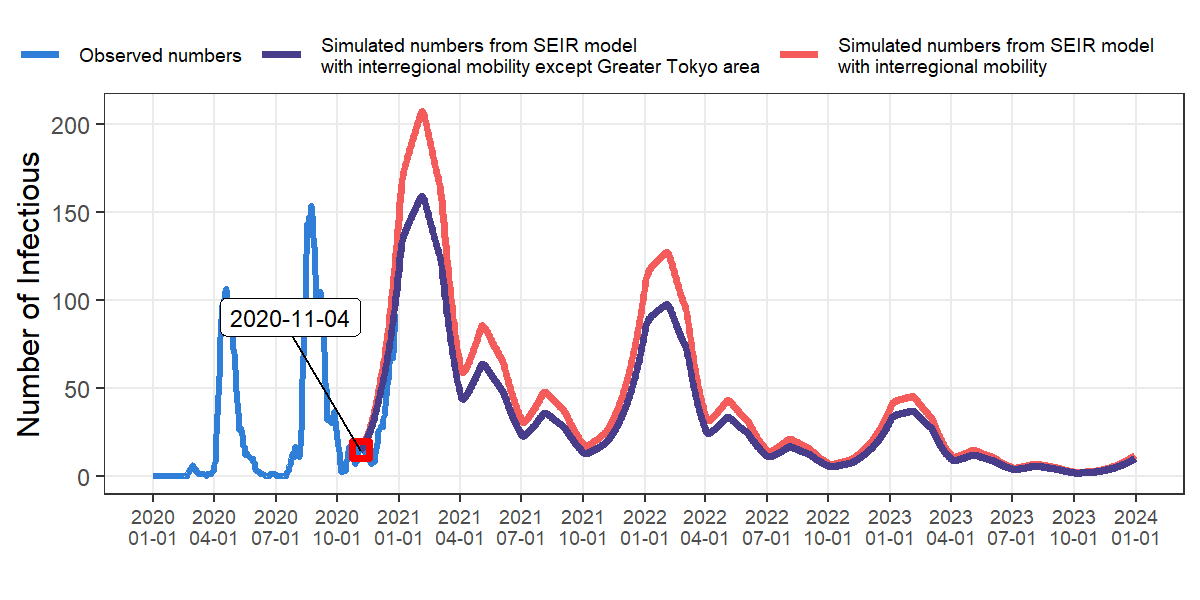 Observed numbers
Simulated numbers from SEIR model
with interregional mobility except Greater Tokyo area
Simulated numbers from SEIR model
with interregional mobility
Number of Infectious
200
150
100
50
0
2020-11-04
2020 2020 2020 2020 2021 2021 2021 2021 2022 2022 2022 2022 2023 2023 2023 2023 2024
01-01 04-01 07-01 10-01 01-01 04-01 07-01 10-01 01-01 04-01 07-01 10-01 01-01 04-01 07-01 10-01 01-01